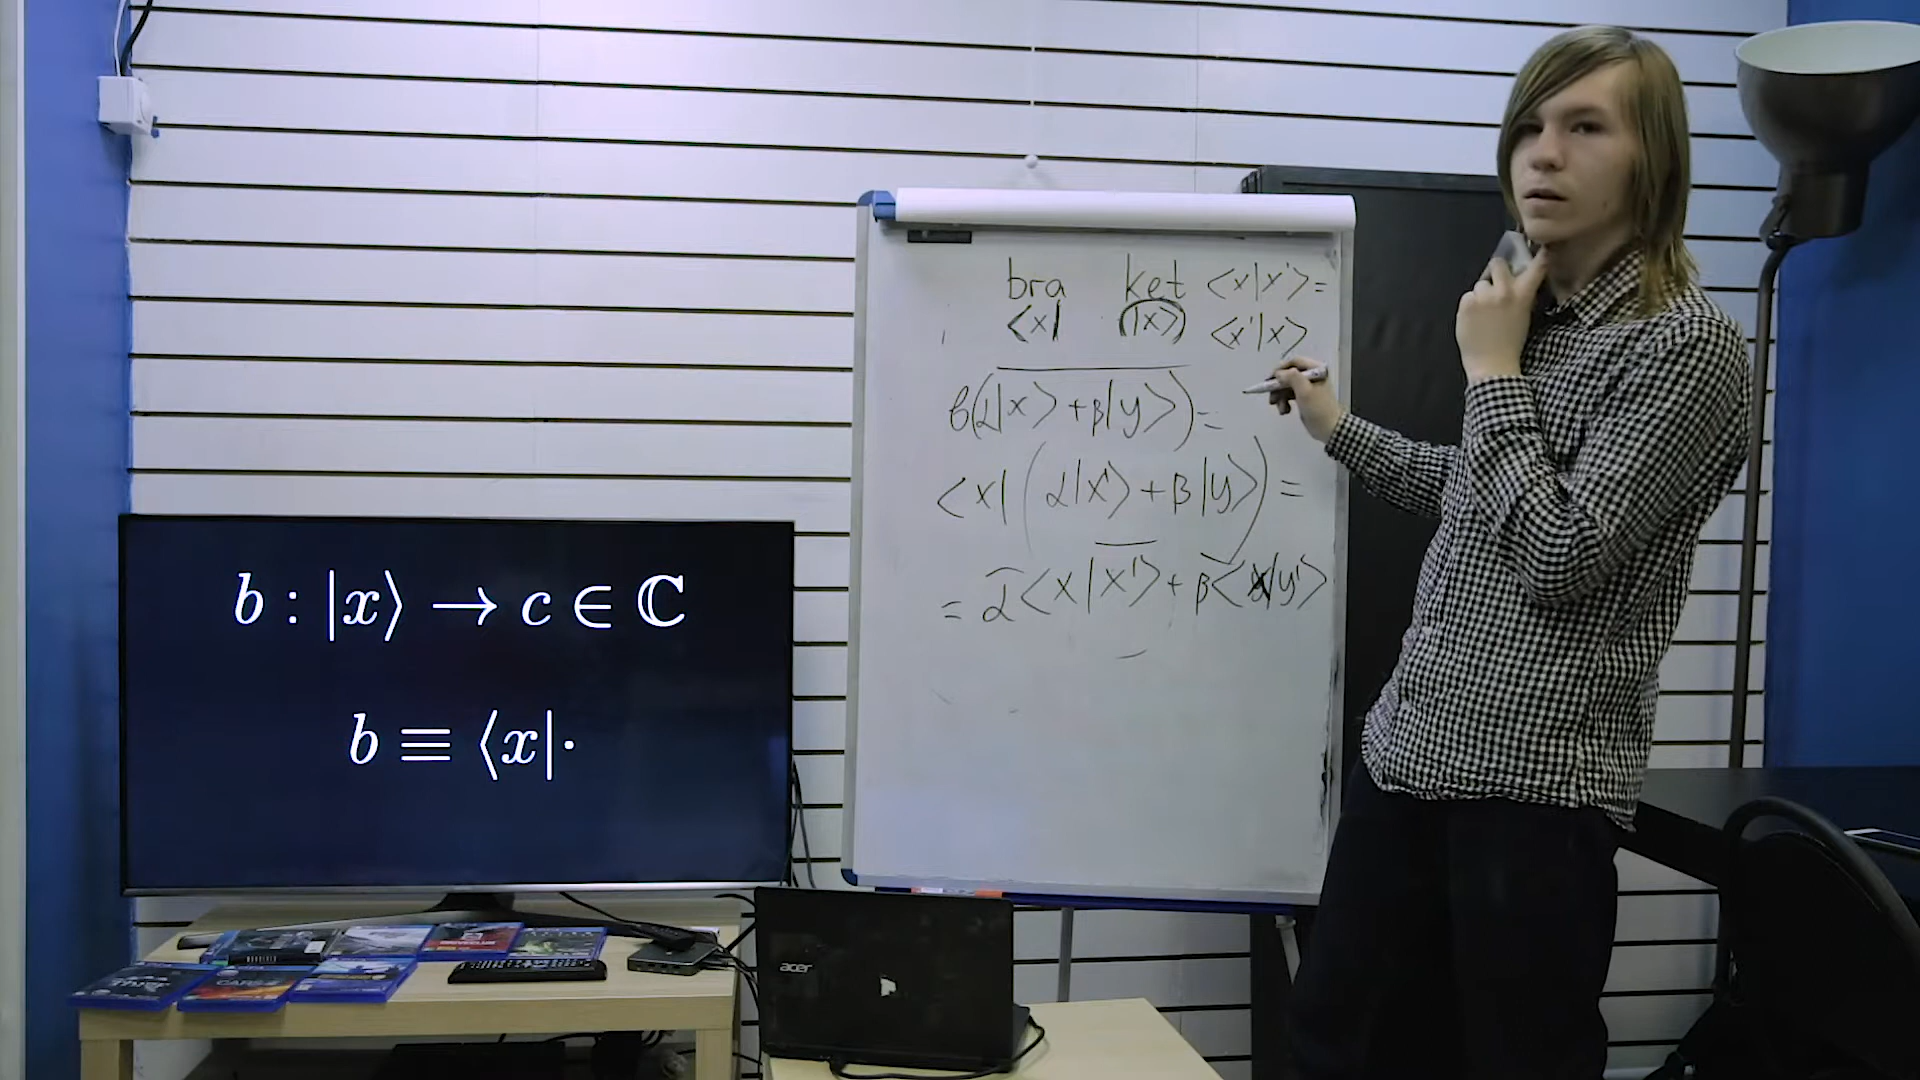 b : |x⟩ → c ∈ ℂ
b ≡ ⟨x|·
bra ket <x|x'>=
<x| |x> <x'|x>
b(α|x> + β|y>) =
<x| (α|x'> + β|y>) =
= α̅<x|x'> + β̅< |y'>
acer